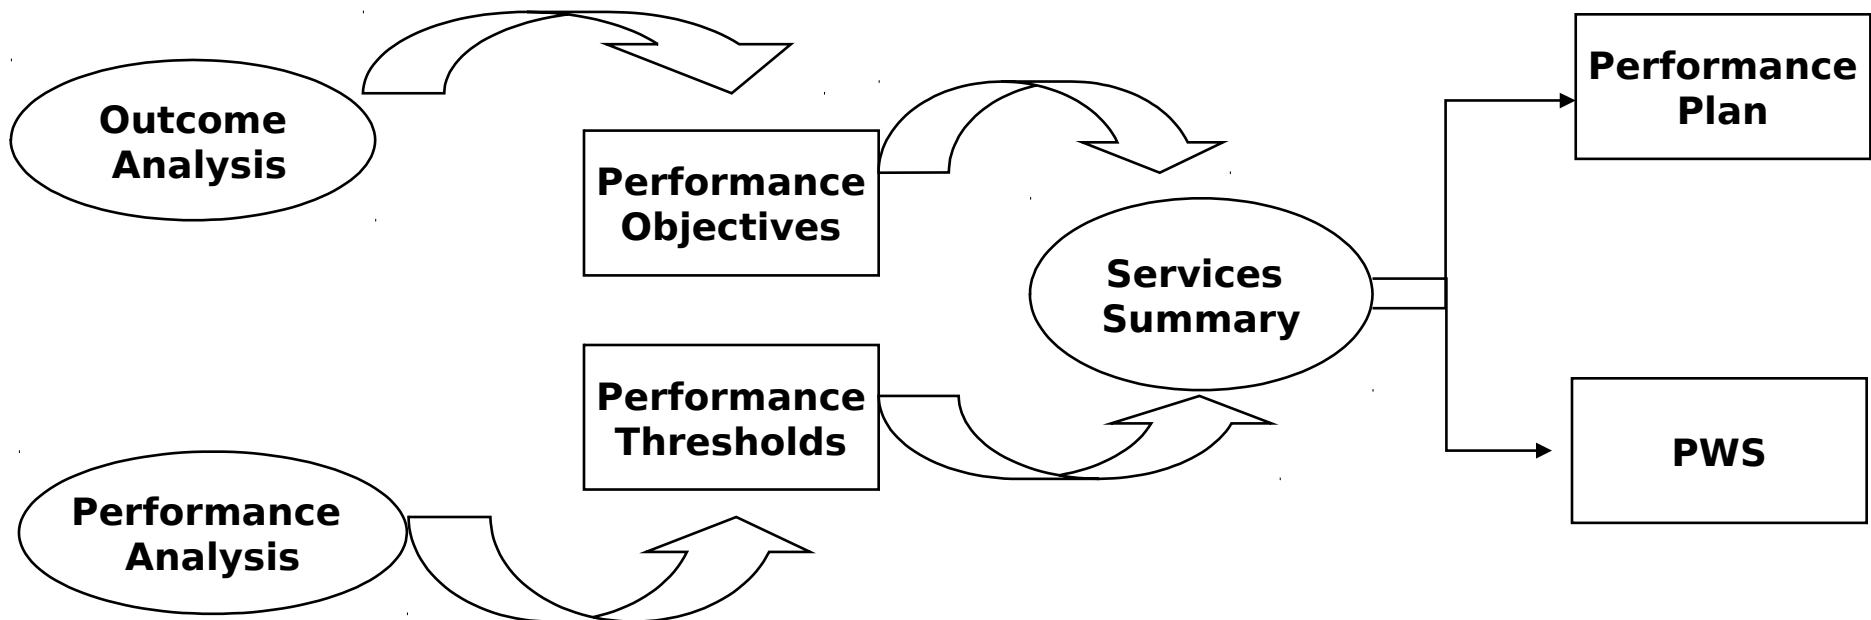 Outcome
Analysis
Performance
Objectives
Performance
Thresholds
Performance
Analysis
Services
Summary
Performance
Plan
PWS